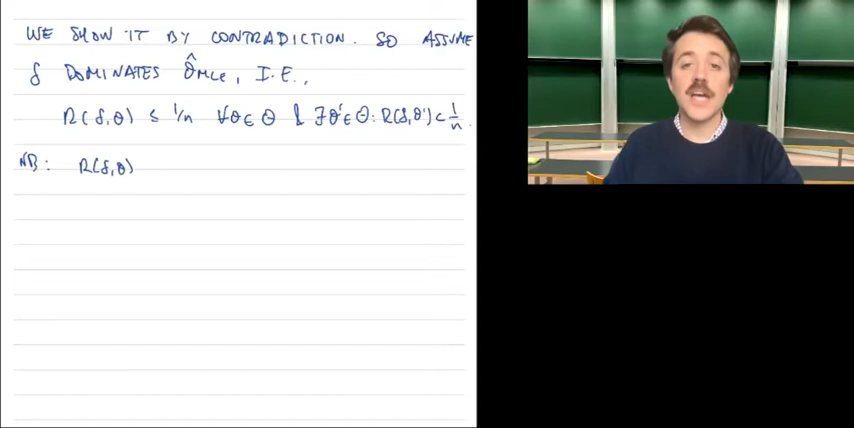 WE SHOW IT BY CONTRADICTION. SO ASSUME
δ DOMINATES θ̂MLE, I.E.,
R(δ,θ) ≤ 1/n ∀θ∈Θ & ∃θ'∈Θ: R(δ,θ') < 1/n.
NB: R(δ,θ)